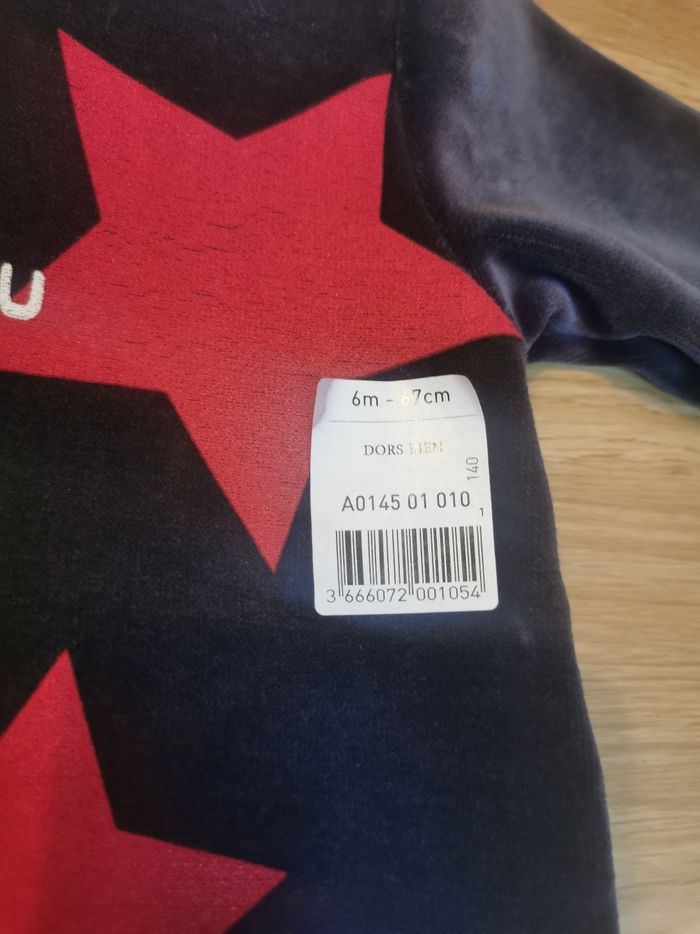 U
6m - 67cm
DORS BIEN
140
A0145 01 010
1
3 666072 001054